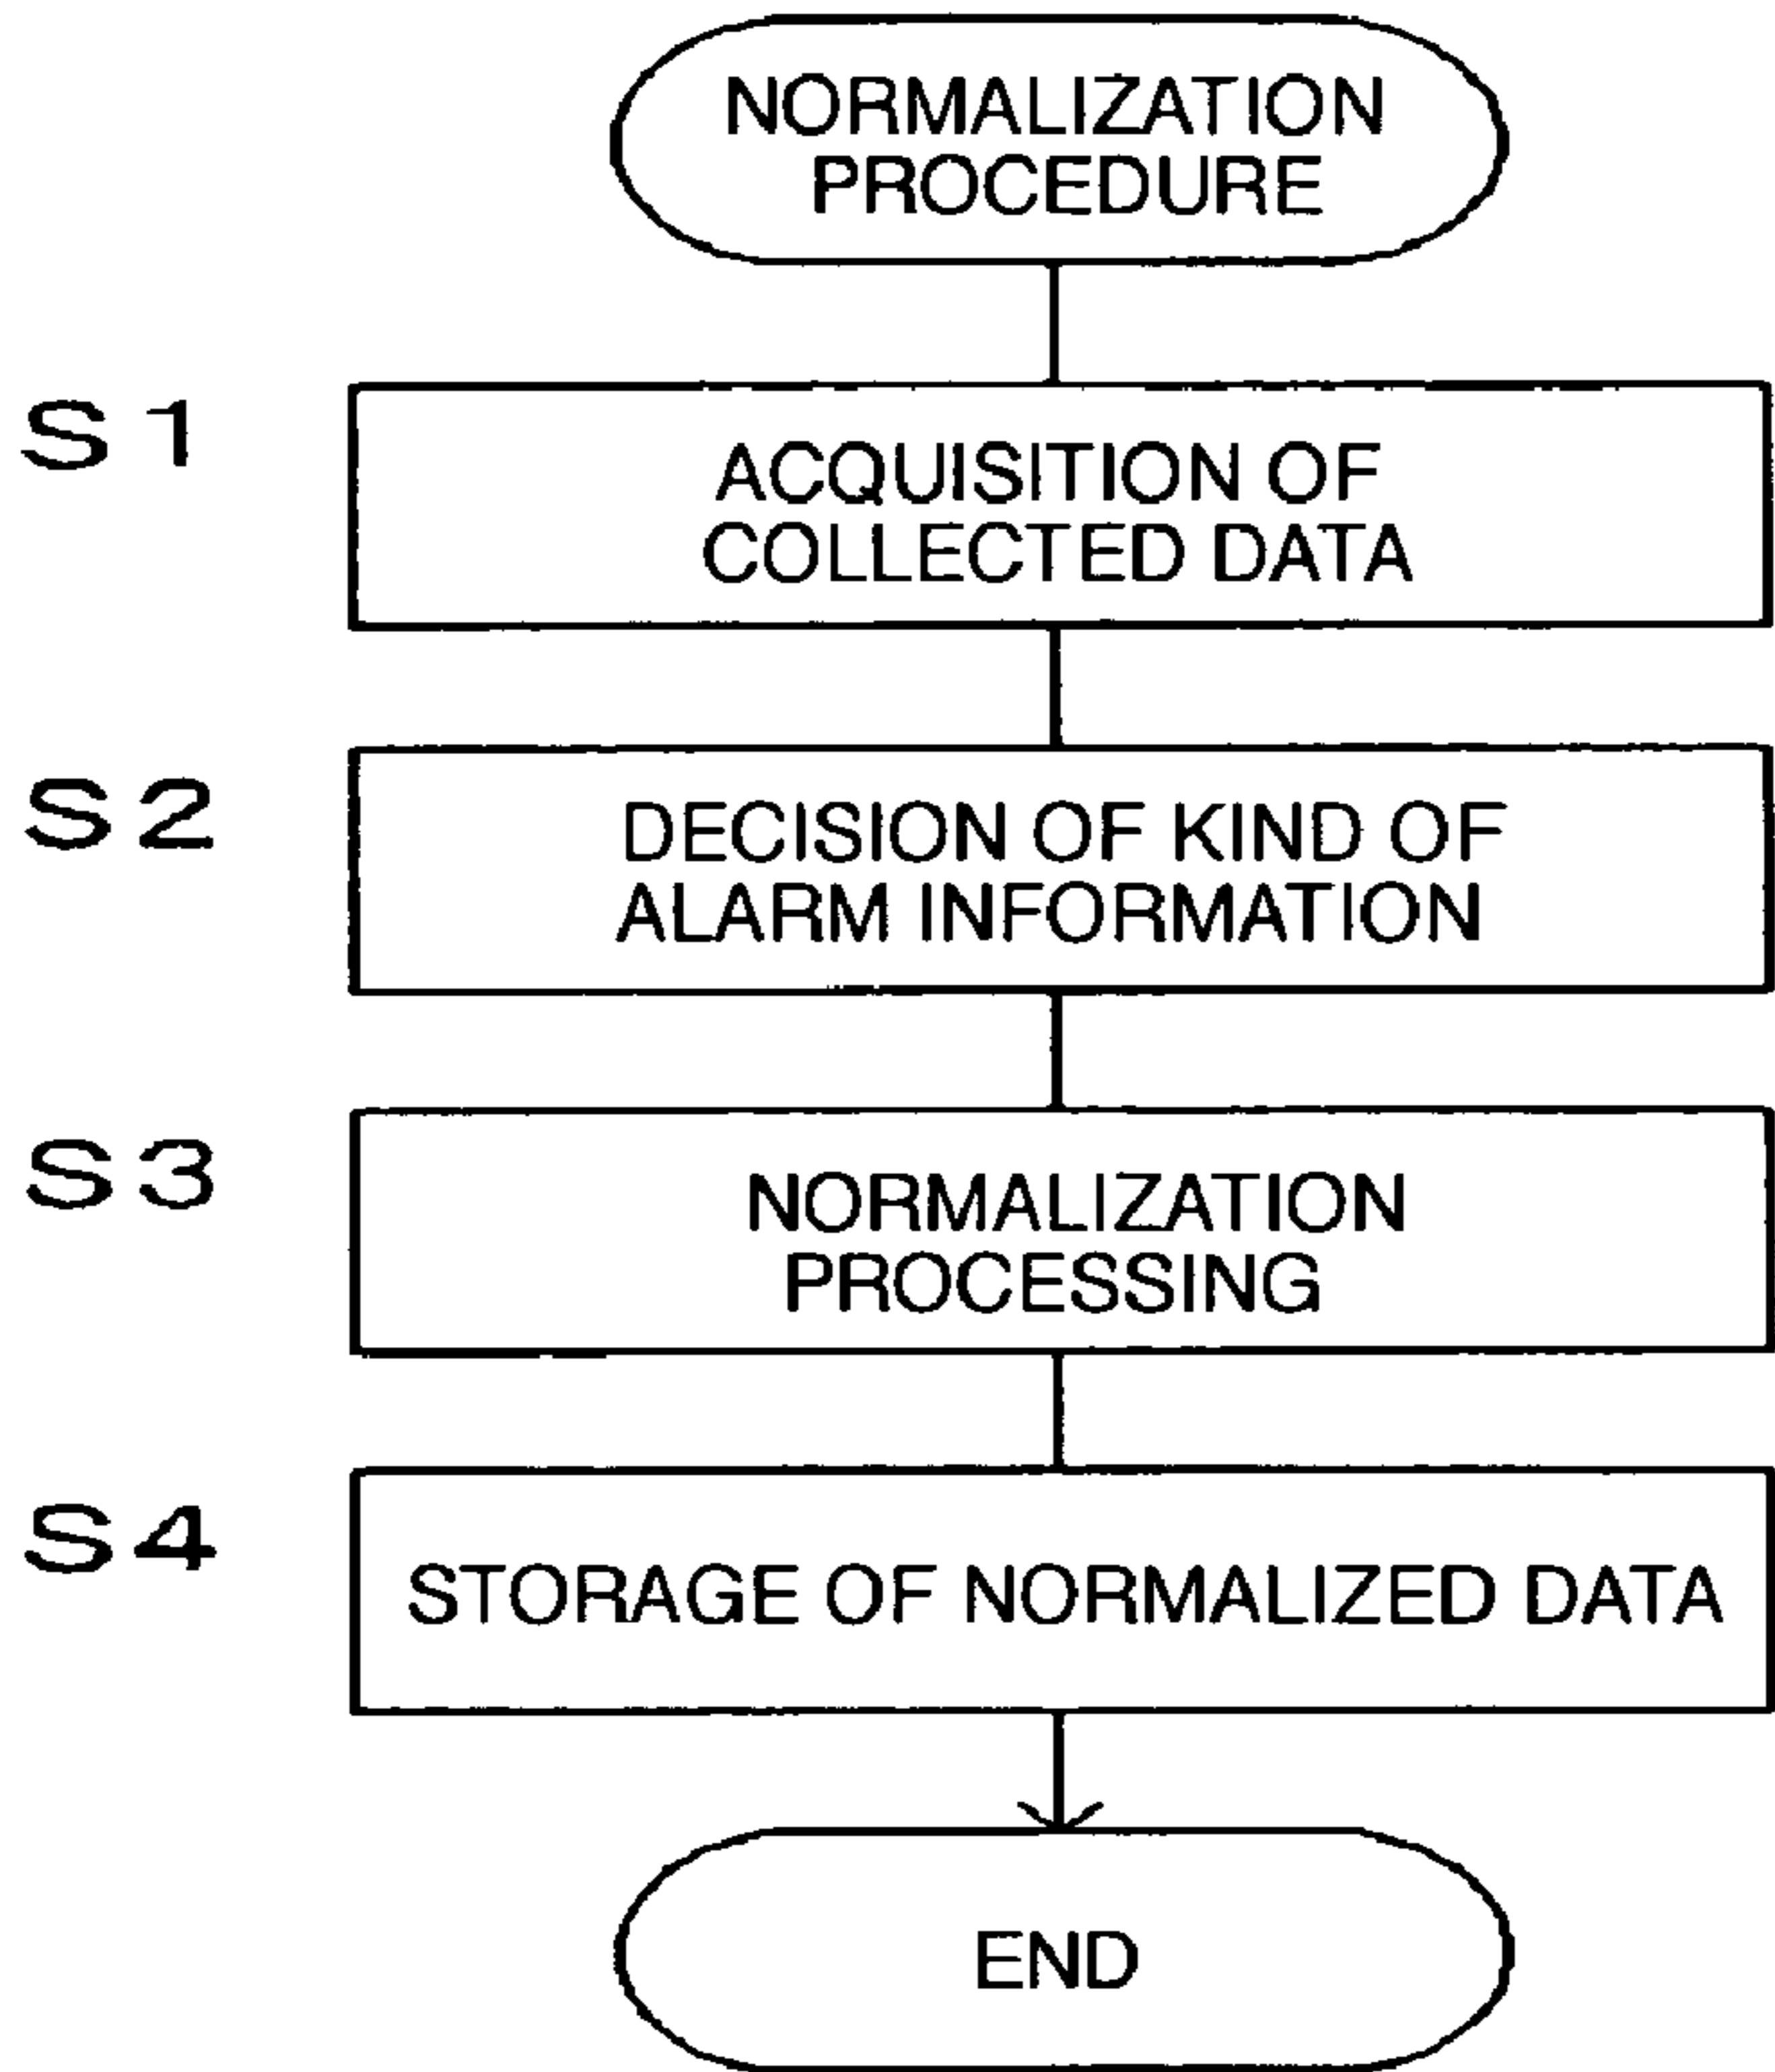 NORMALIZATION
PROCEDURE
S1
ACQUISITION OF
COLLECTED DATA
S2
DECISION OF KIND OF
ALARM INFORMATION
S3
NORMALIZATION
PROCESSING
S4
STORAGE OF NORMALIZED DATA
END